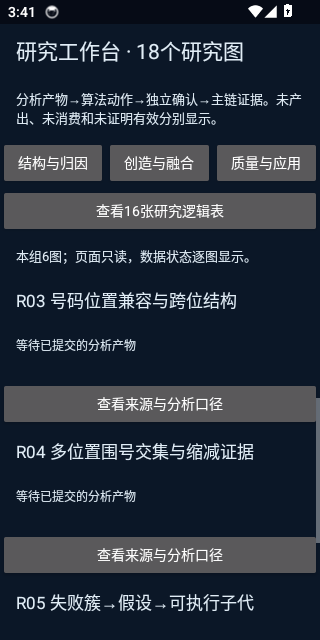 3:41
研究工作台 · 18个研究图
分析产物→算法动作→独立确认→主链证据。未产
出、未消费和未证明有效分别显示。
结构与归因 创造与融合 质量与应用
查看16张研究逻辑表
本组6图；页面只读，数据状态逐图显示。
R03 号码位置兼容与跨位结构
等待已提交的分析产物
查看来源与分析口径
R04 多位置围号交集与缩减证据
等待已提交的分析产物
查看来源与分析口径
R05 失败簇→假设→可执行子代